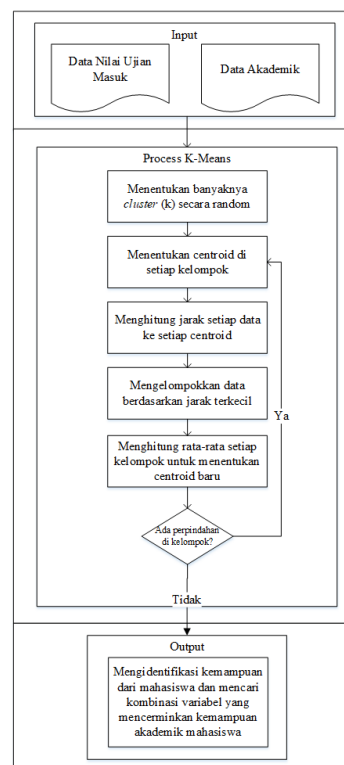 Input
Data Nilai Ujian
Masuk
Data Akademik
Process K-Means
Menentukan banyaknya
cluster (k) secara random
Menentukan centroid di
setiap kelompok
Menghitung jarak setiap data
ke setiap centroid
Mengelompokkan data
berdasarkan jarak terkecil
Menghitung rata-rata setiap
kelompok untuk menentukan
centroid baru
Ada perpindahan
di kelompok?
Ya
Tidak
Output
Mengidentifikasi kemampuan
dari mahasiswa dan mencari
kombinasi variabel yang
mencerminkan kemampuan
akademik mahasiswa